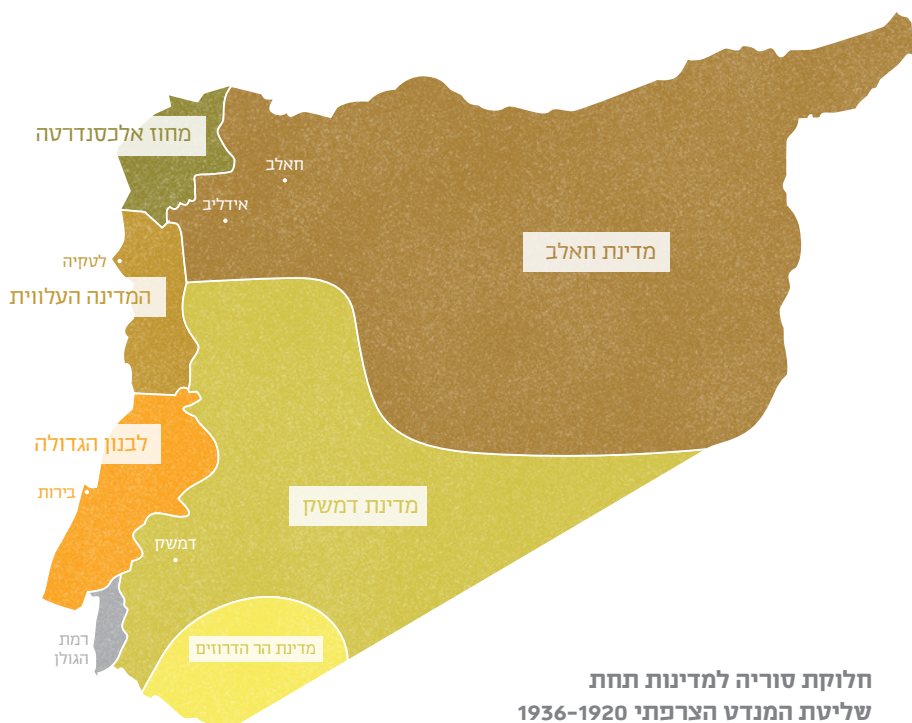 מחוז אלכסנדרטה
חאלב
אידליב
מדינת חאלב
לטקיה
המדינה העלווית
לבנון הגדולה
בירות
מדינת דמשק
דמשק
רמת
הגולן
מדינת הר הדרוזים
חלוקת סוריה למדינות תחת
שליטת המנדט הצרפתי 1936-1920